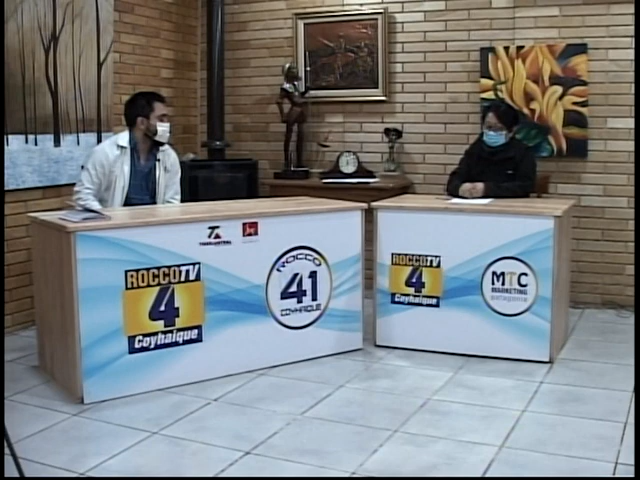 ROCCOTV
4
Coyhaique
ROCCO
41
COYHAIQUE
ROCCOTV
4
Coyhaique
MTC
MARKETING
patagonia